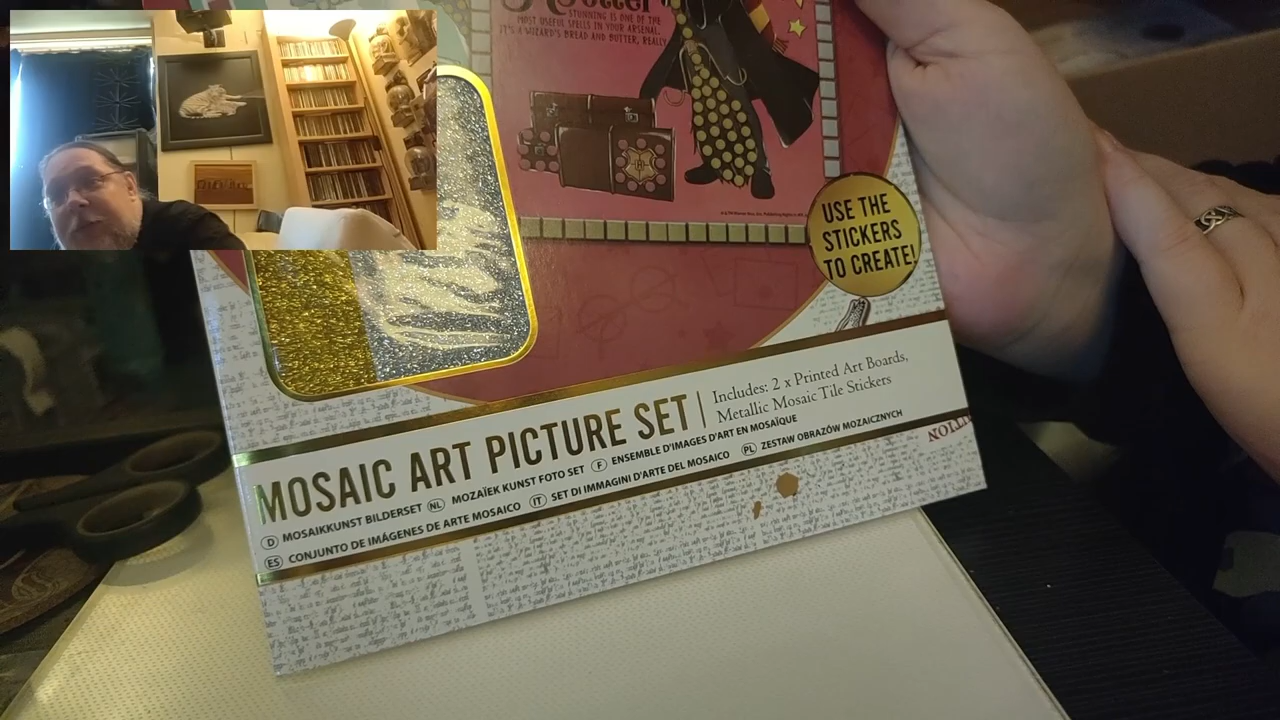 STUNNING IS ONE OF THE
MOST USEFUL SPELLS IN YOUR ARSENAL.
IT'S A WIZARD'S BREAD AND BUTTER, REALLY
USE THE
STICKERS
TO CREATE!
MOSAIC ART PICTURE SET
Includes: 2 x Printed Art Boards,
Metallic Mosaic Tile Stickers
D MOSAIKKUNST BILDERSET NL MOZAÏEK KUNST FOTO SET F ENSEMBLE D'IMAGES D'ART EN MOSAÏQUE
ES CONJUNTO DE IMÁGENES DE ARTE MOSAICO IT SET DI IMMAGINI D'ARTE DEL MOSAICO PL ZESTAW OBRAZÓW MOZAICZNYCH